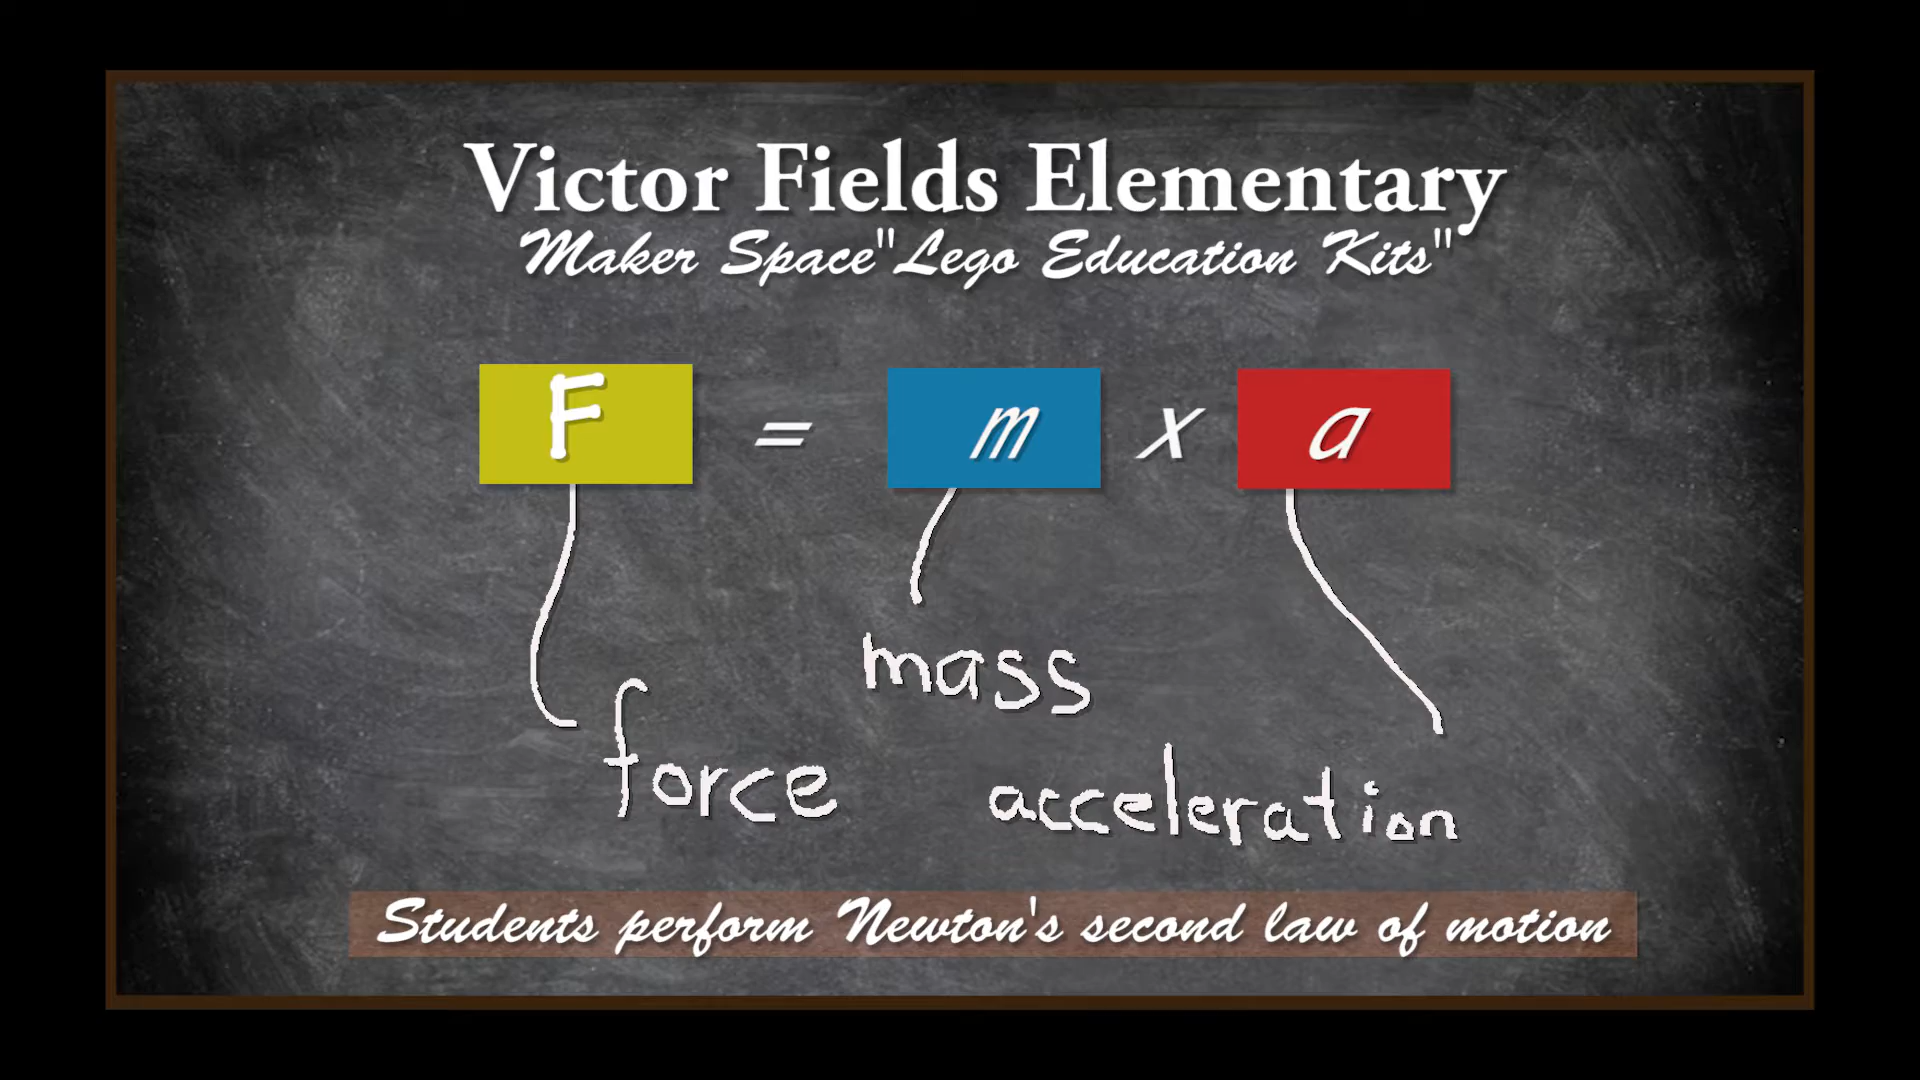 Victor Fields Elementary
Maker Space"Lego Education Kits"
F = m x a
mass
force
acceleration
Students perform Newton's second law of motion